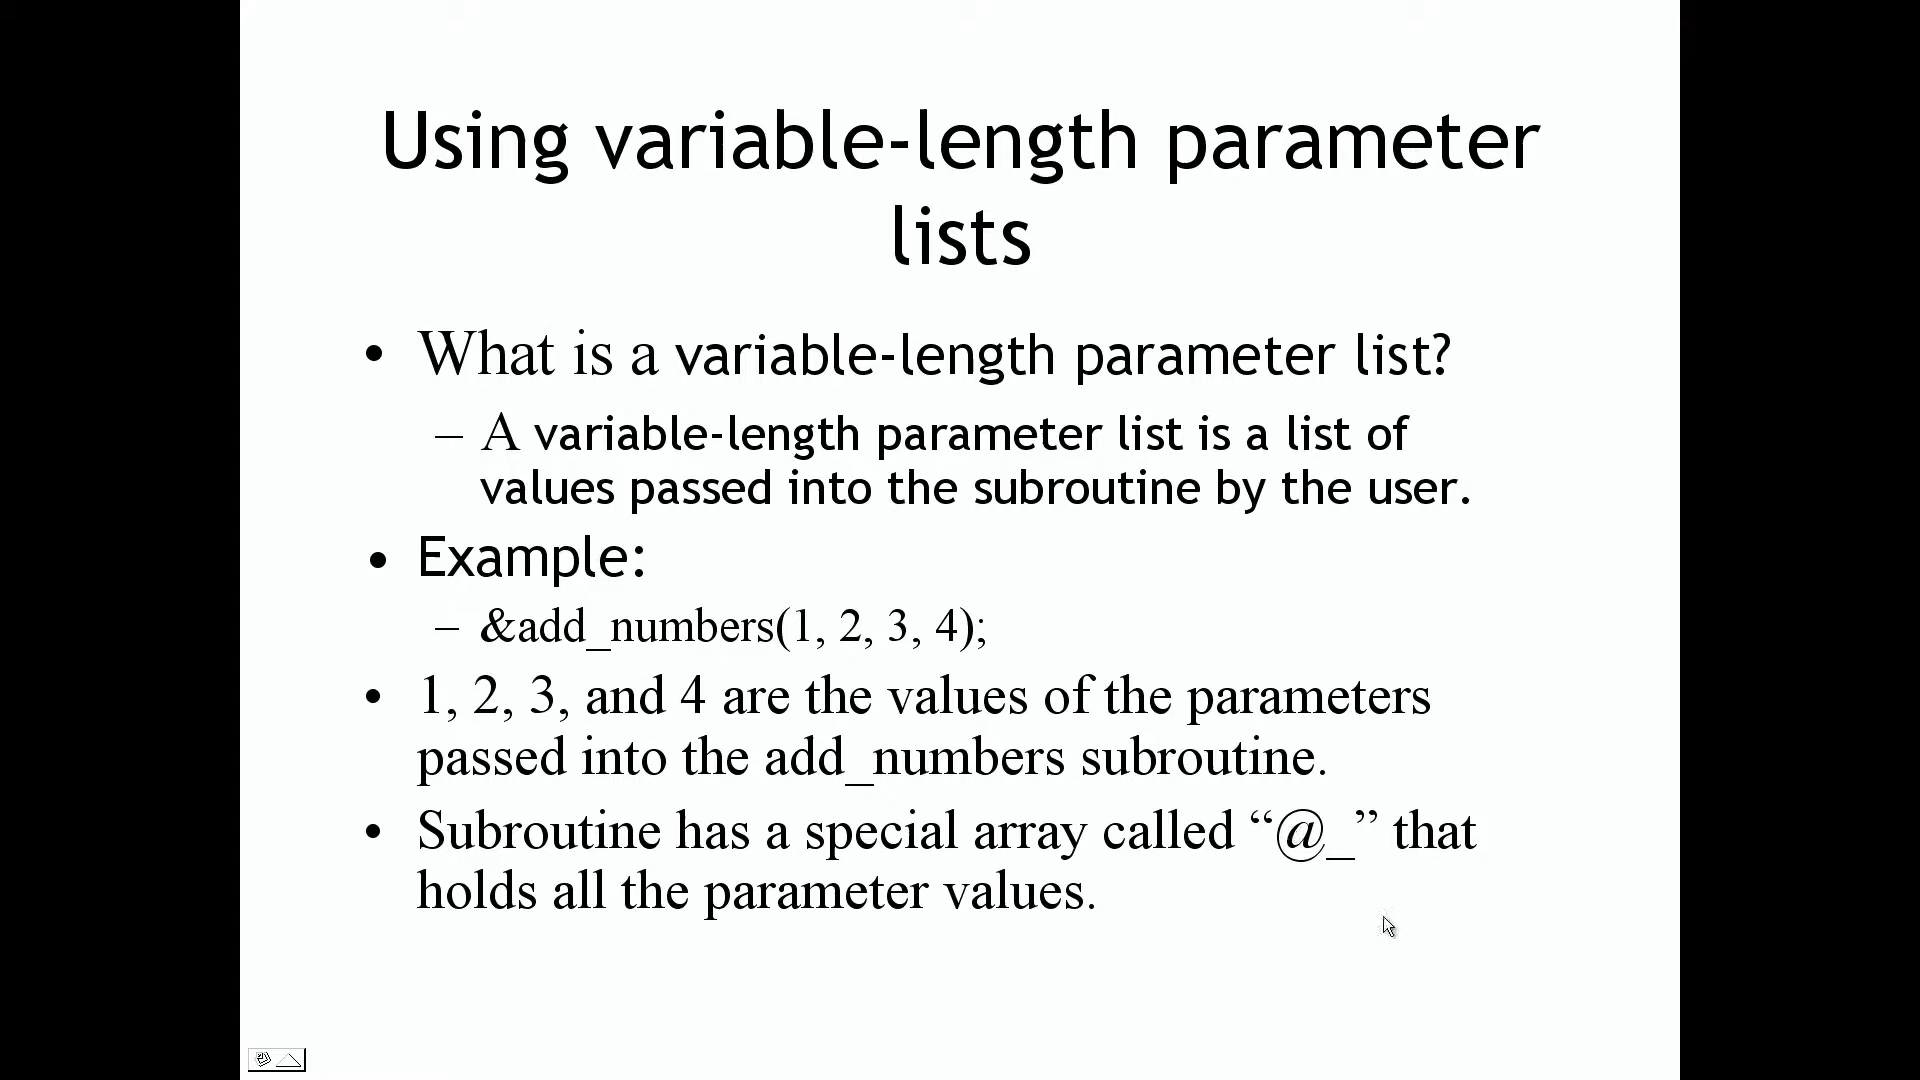 Using variable-length parameter
lists
• What is a variable-length parameter list?
– A variable-length parameter list is a list of
values passed into the subroutine by the user.
• Example:
– &add_numbers(1, 2, 3, 4);
• 1, 2, 3, and 4 are the values of the parameters
passed into the add_numbers subroutine.
• Subroutine has a special array called “@_” that
holds all the parameter values.